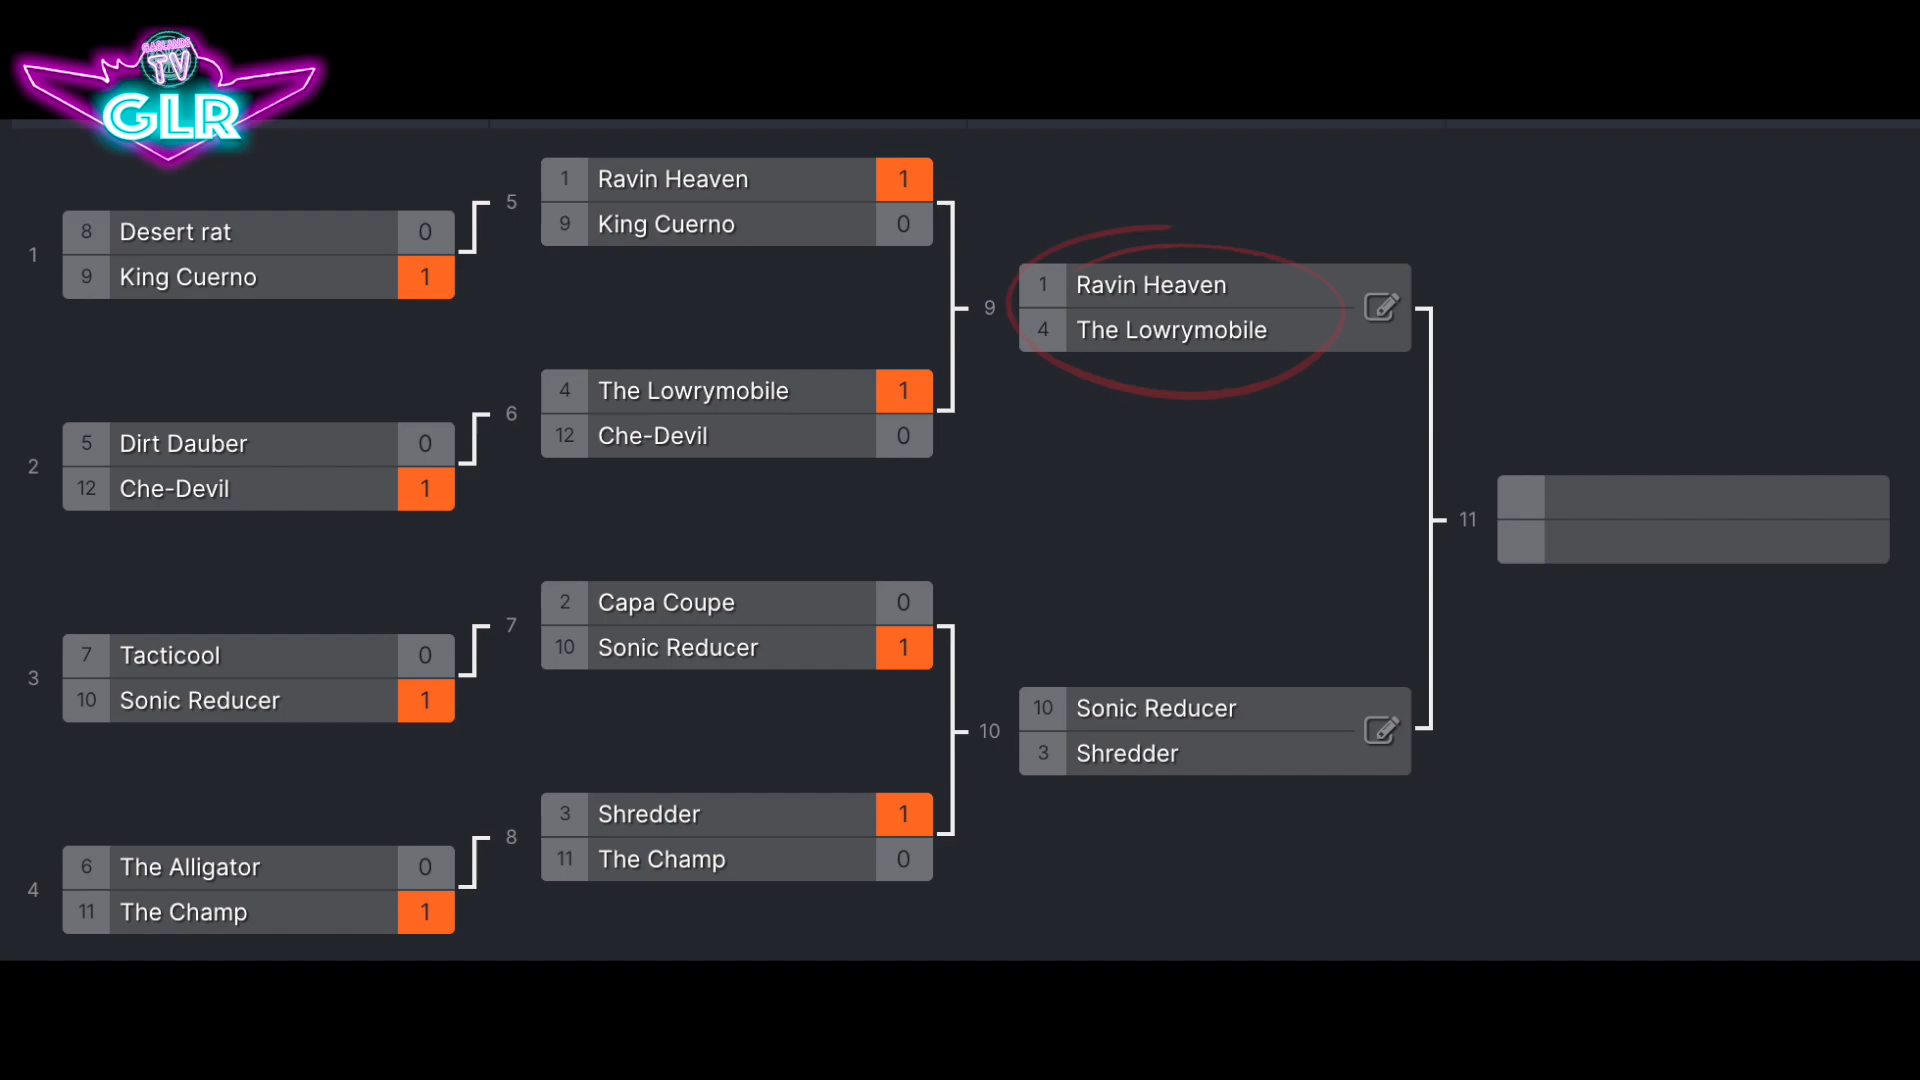 GASLANDS
TV
GLR
1
8 Desert rat 0
9 King Cuerno 1
2
5 Dirt Dauber 0
12 Che-Devil 1
3
7 Tacticool 0
10 Sonic Reducer 1
4
6 The Alligator 0
11 The Champ 1
5
1 Ravin Heaven 1
9 King Cuerno 0
6
4 The Lowrymobile 1
12 Che-Devil 0
7
2 Capa Coupe 0
10 Sonic Reducer 1
8
3 Shredder 1
11 The Champ 0
9
1 Ravin Heaven
4 The Lowrymobile
10
10 Sonic Reducer
3 Shredder
11